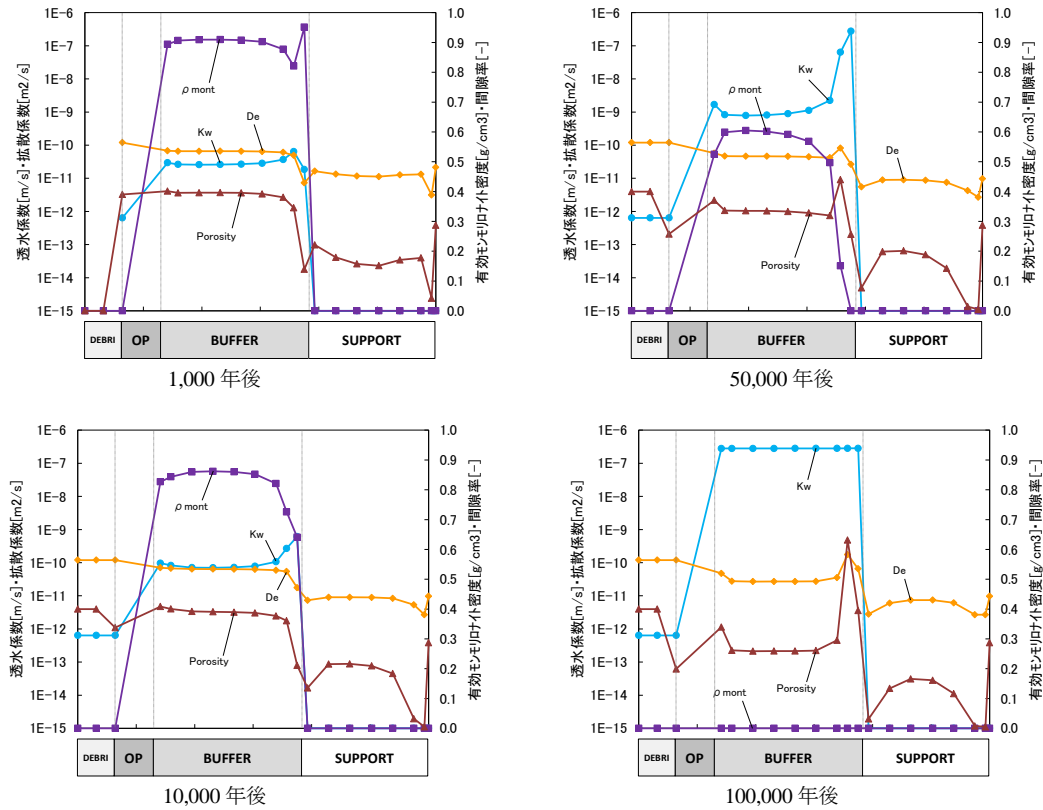 透水係数[m/s]・拡散係数[m2/s]
1E-6
1E-7
1E-8
1E-9
1E-10
1E-11
1E-12
1E-13
1E-14
1E-15
1.0
0.9
0.8
0.7
0.6
0.5
0.4
0.3
0.2
0.1
0.0
有効モンモリロナイト密度[g/cm3]・間隙率[-]
ρ mont
De
Kw
Porosity
DEBRI
OP
BUFFER
SUPPORT
1,000 年後
透水係数[m/s]・拡散係数[m2/s]
1E-6
1E-7
1E-8
1E-9
1E-10
1E-11
1E-12
1E-13
1E-14
1E-15
1.0
0.9
0.8
0.7
0.6
0.5
0.4
0.3
0.2
0.1
0.0
有効モンモリロナイト密度[g/cm3]・間隙率[-]
Kw
ρ mont
De
Porosity
DEBRI
OP
BUFFER
SUPPORT
50,000 年後
透水係数[m/s]・拡散係数[m2/s]
1E-6
1E-7
1E-8
1E-9
1E-10
1E-11
1E-12
1E-13
1E-14
1E-15
1.0
0.9
0.8
0.7
0.6
0.5
0.4
0.3
0.2
0.1
0.0
有効モンモリロナイト密度[g/cm3]・間隙率[-]
ρ mont
Kw
De
Porosity
DEBRI
OP
BUFFER
SUPPORT
10,000 年後
透水係数[m/s]・拡散係数[m2/s]
1E-6
1E-7
1E-8
1E-9
1E-10
1E-11
1E-12
1E-13
1E-14
1E-15
1.0
0.9
0.8
0.7
0.6
0.5
0.4
0.3
0.2
0.1
0.0
有効モンモリロナイト密度[g/cm3]・間隙率[-]
Kw
De
ρ mont
Porosity
DEBRI
OP
BUFFER
SUPPORT
100,000 年後